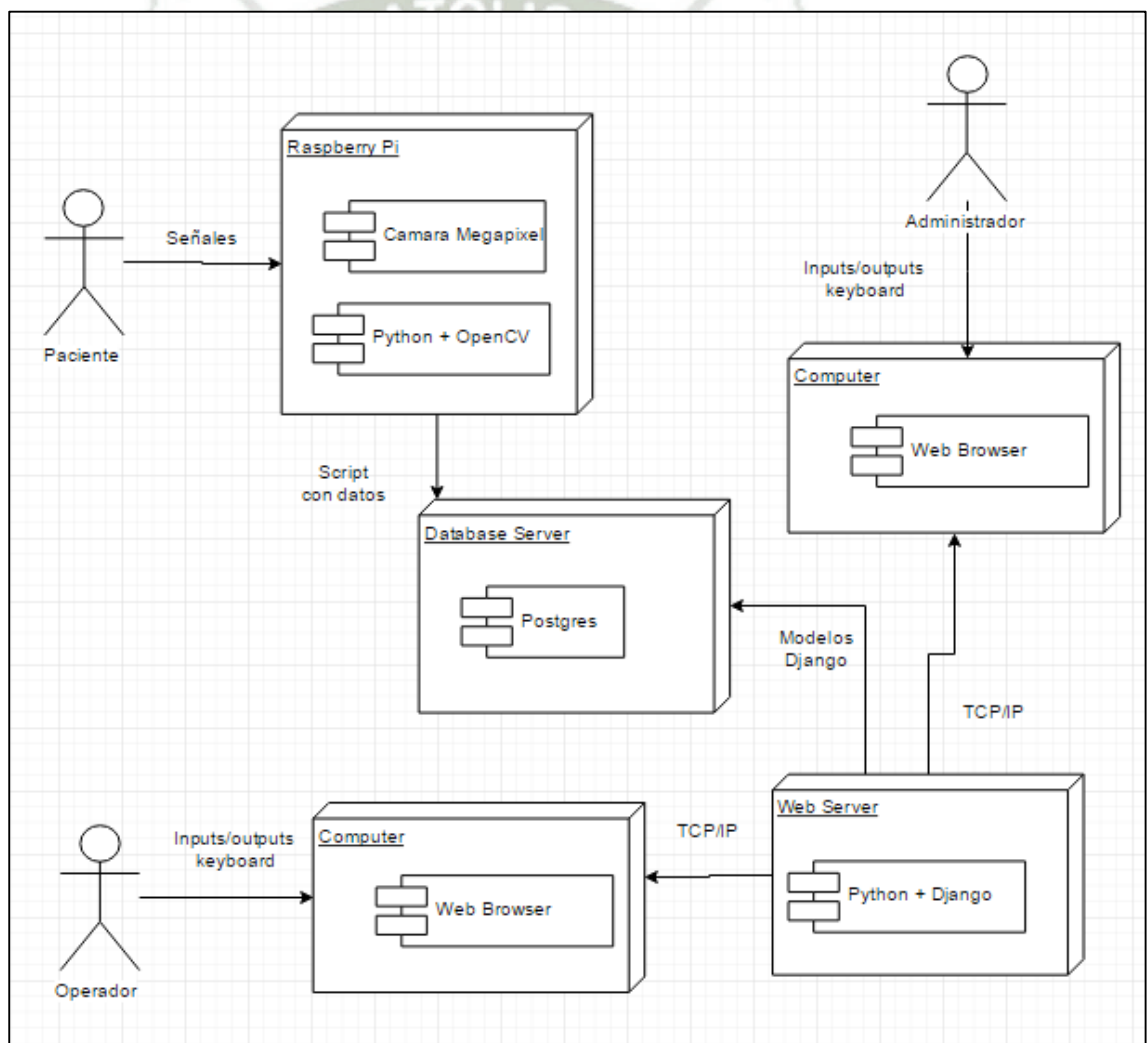 Raspberry Pi
Camara Megapixel
Señales
Python + OpenCV
Paciente
Administrador
Inputs/outputs
keyboard
Computer
Web Browser
Script
con datos
Database Server
Postgres
Modelos
Django
TCP/IP
Web Server
Python + Django
TCP/IP
Computer
Web Browser
Inputs/outputs
keyboard
Operador